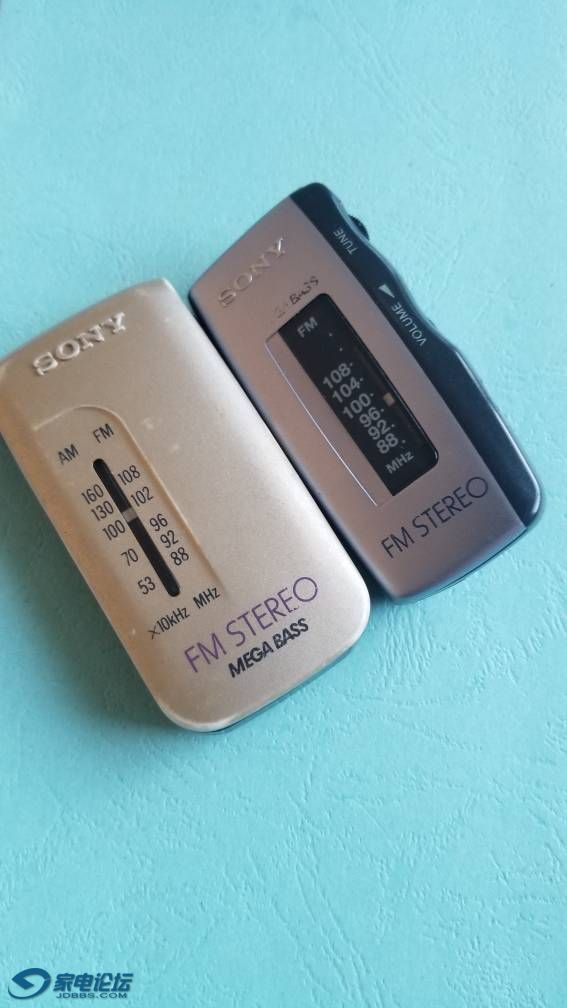 SONY
AM FM
160 108
130 102
100 96
70 92
53 88
×10kHz MHz
FM STEREO
MEGA BASS
SONY
TUNE
VOLUME
FM
108
104
100
96
92
88
MHz
FM STEREO
家电论坛
JDBBS.COM